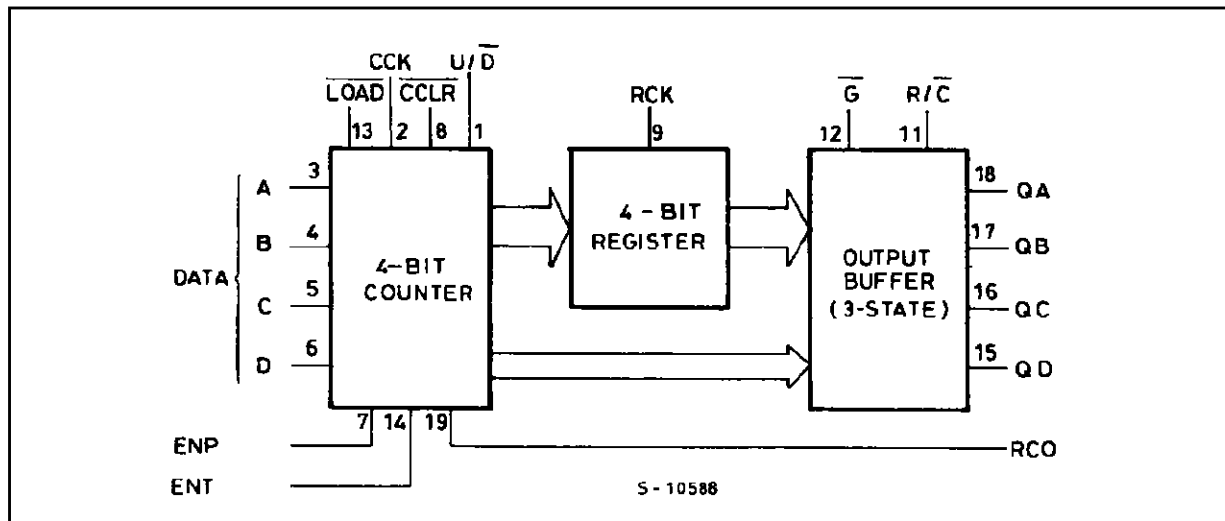 CCK U/D̅
L̅O̅A̅D̅ C̅C̅L̅R̅ RCK G̅ R/C̅
13 2 8 1 9 12 11
A 3 18 QA
B 4 4-BIT REGISTER 17 QB
DATA 4-BIT COUNTER OUTPUT BUFFER (3-STATE)
C 5 16 QC
D 6 15 QD
7 14 19
ENP RCO
ENT S-10588